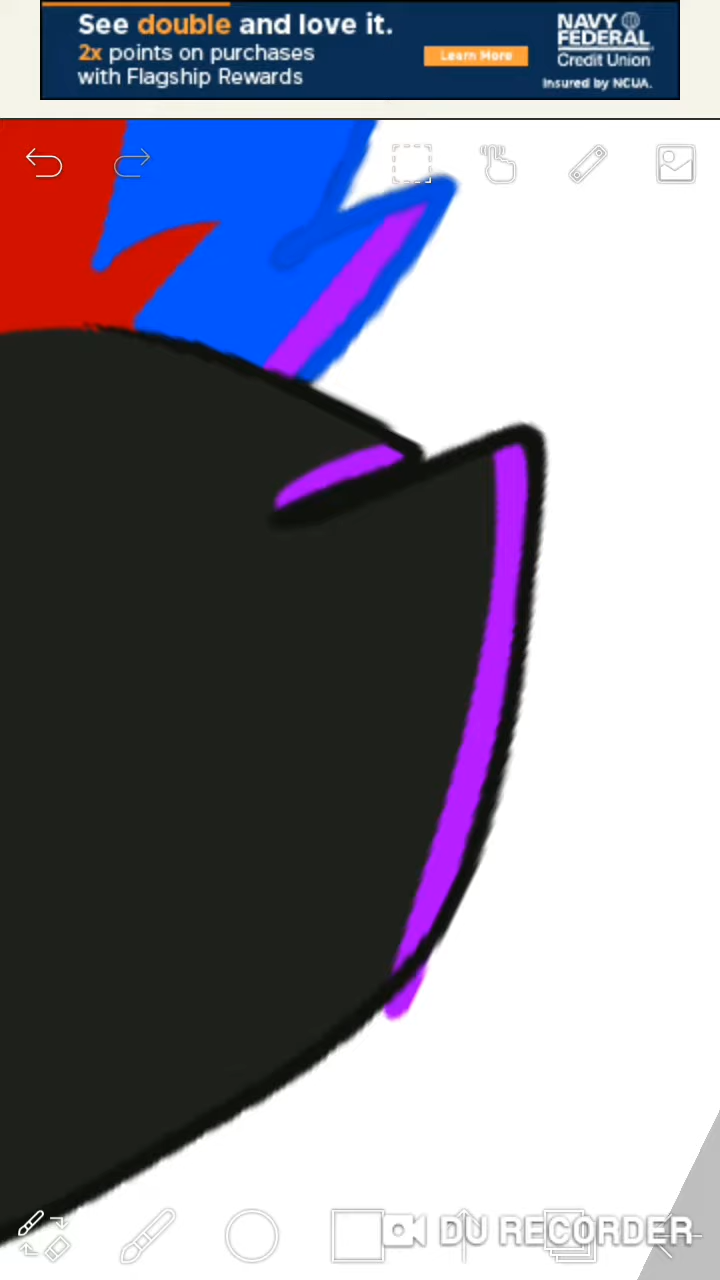 See double and love it.
2x points on purchases
with Flagship Rewards
Learn More
NAVY
FEDERAL
Credit Union
Insured by NCUA.
DU RECORDER